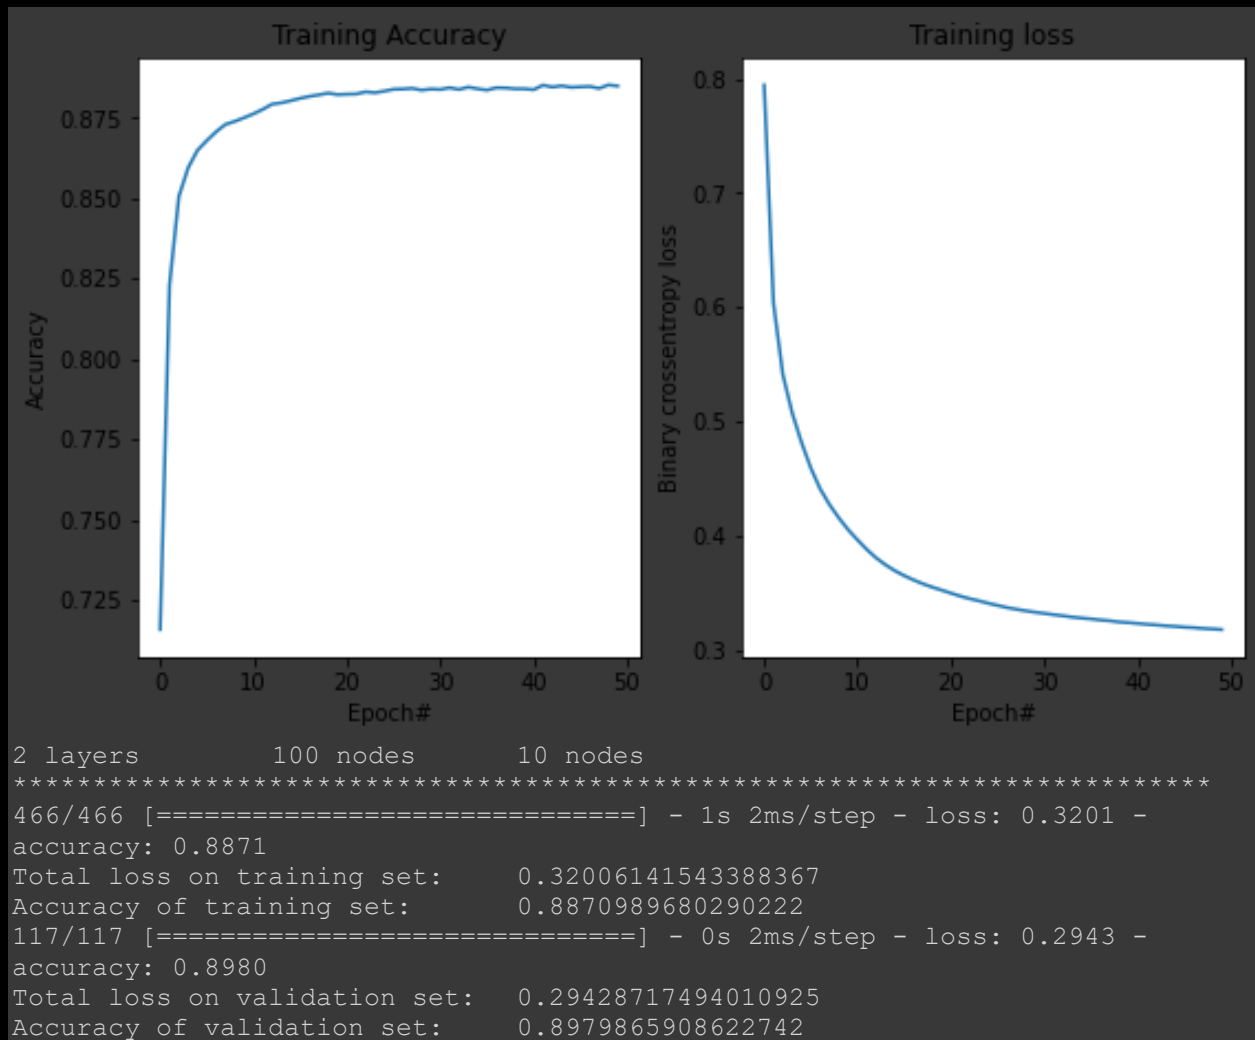 Training Accuracy
Training loss
Accuracy
0.875
0.850
0.825
0.800
0.775
0.750
0.725
0 10 20 30 40 50
Epoch#
Binary crossentropy loss
0.8
0.7
0.6
0.5
0.4
0.3
0 10 20 30 40 50
Epoch#
2 layers 100 nodes 10 nodes
**************************************************************************
466/466 [==============================] - 1s 2ms/step - loss: 0.3201 -
accuracy: 0.8871
Total loss on training set: 0.32006141543388367
Accuracy of training set: 0.8870989680290222
117/117 [==============================] - 0s 2ms/step - loss: 0.2943 -
accuracy: 0.8980
Total loss on validation set: 0.29428717494010925
Accuracy of validation set: 0.8979865908622742